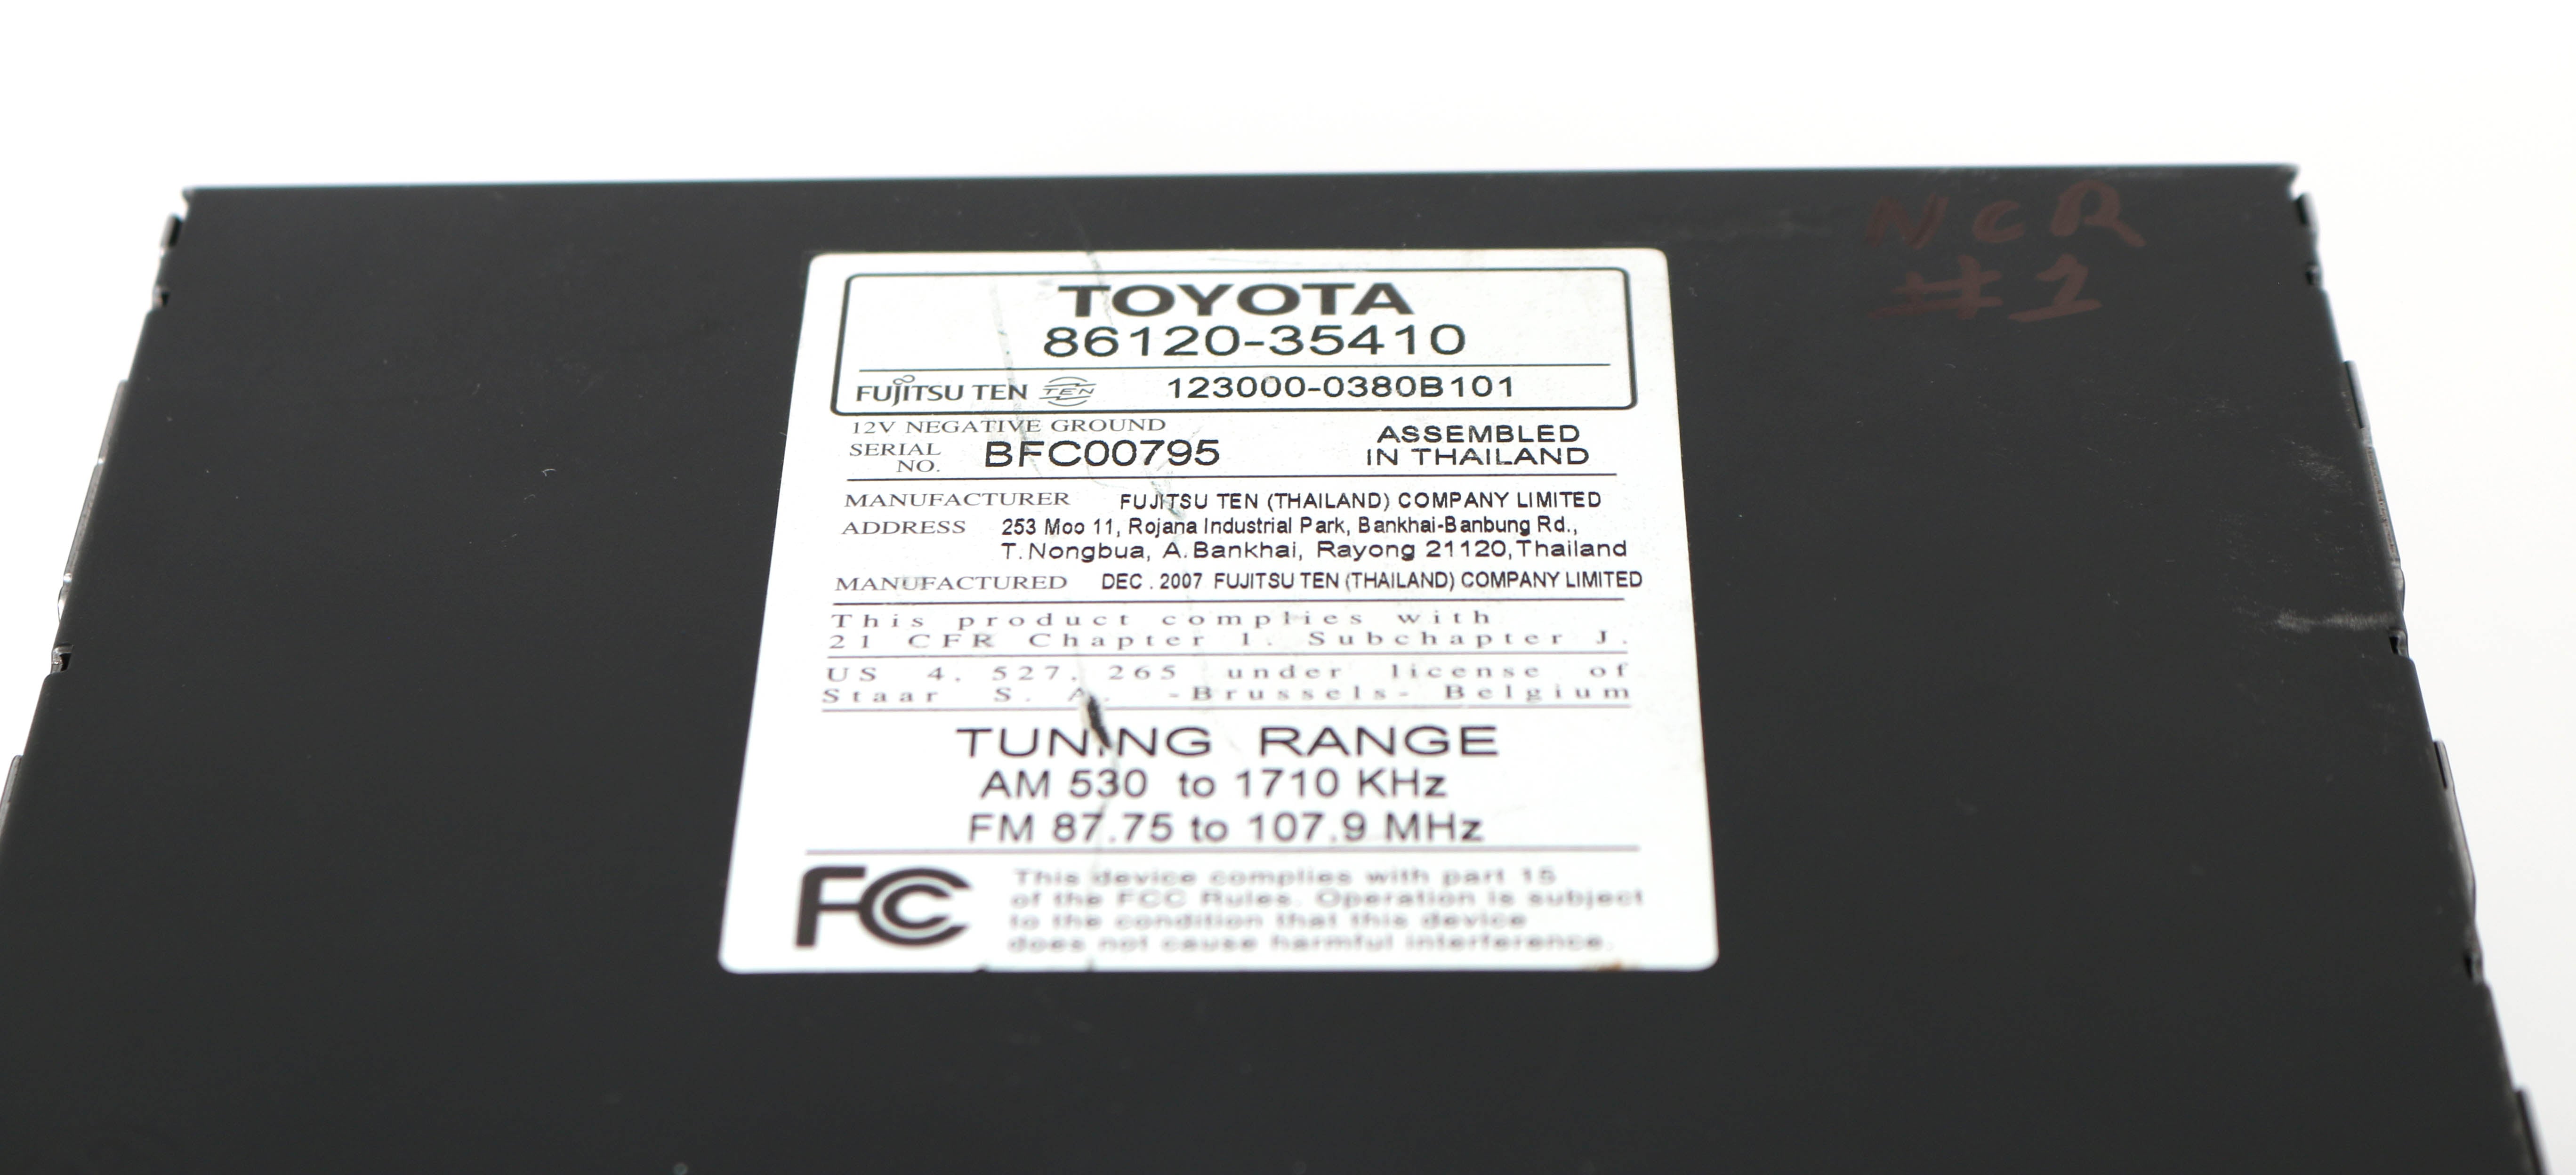 NCR
#1
TOYOTA
86120-35410
FUJITSU TEN TEN 123000-0380B101
12V NEGATIVE GROUND
SERIAL NO. BFC00795
ASSEMBLED
IN THAILAND
MANUFACTURER FUJITSU TEN (THAILAND) COMPANY LIMITED
ADDRESS 253 Moo 11, Rojana Industrial Park, Bankhai-Banbung Rd.,
T.Nongbua, A.Bankhai, Rayong 21120,Thailand
MANUFACTURED DEC . 2007 FUJITSU TEN (THAILAND) COMPANY LIMITED
This product complies with
21 CFR Chapter 1. Subchapter J.
US 4, 527, 265 under license of
Staar S. A. -Brussels- Belgium
TUNING RANGE
AM 530 to 1710 KHz
FM 87.75 to 107.9 MHz
FC This device complies with part 15
of the FCC Rules. Operation is subject
to the condition that this device
does not cause harmful interference.